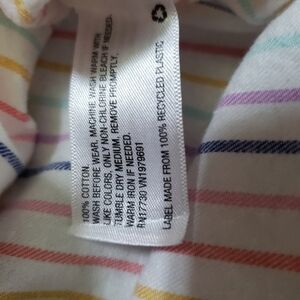 100% COTTON.
WASH BEFORE WEAR. MACHINE WASH WARM WITH
LIKE COLORS. ONLY NON-CHLORINE BLEACH IF NEEDED.
TUMBLE DRY MEDIUM. REMOVE PROMPTLY.
WARM IRON IF NEEDED.
RN17730 VN1979691
LABEL MADE FROM 100% RECYCLED PLASTIC